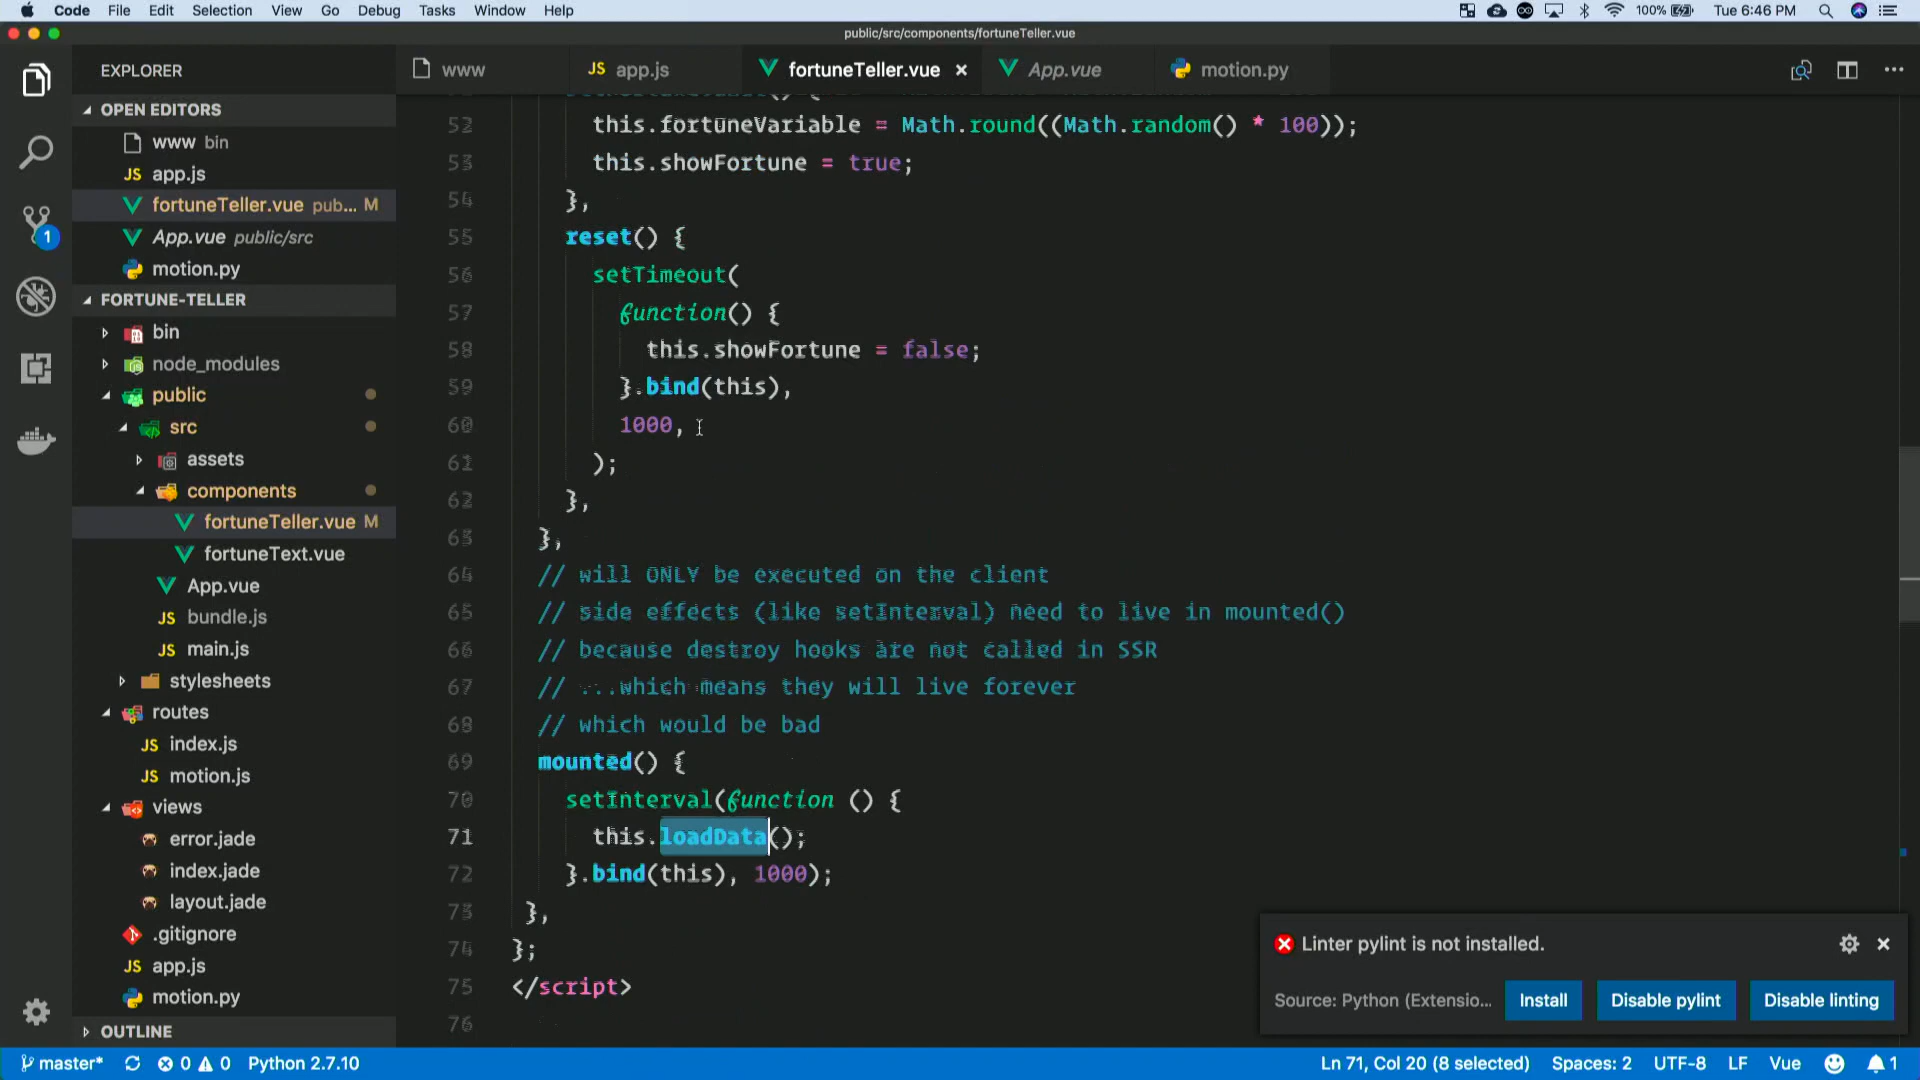 Code File Edit Selection View Go Debug Tasks Window Help
100% Tue 6:46 PM
public/src/components/fortuneTeller.vue
EXPLORER
www
JS app.js
fortuneTeller.vue
App.vue
motion.py
OPEN EDITORS
www bin
JS app.js
fortuneTeller.vue pub... M
App.vue public/src
motion.py
FORTUNE-TELLER
bin
node_modules
public
src
assets
components
fortuneTeller.vue M
fortuneText.vue
App.vue
JS bundle.js
JS main.js
stylesheets
routes
JS index.js
JS motion.js
views
error.jade
index.jade
layout.jade
.gitignore
JS app.js
motion.py
OUTLINE
1
52 this.fortuneVariable = Math.round((Math.random() * 100));
53 this.showFortune = true;
54 },
55 reset() {
56 setTimeout(
57 function() {
58 this.showFortune = false;
59 }.bind(this),
60 1000,
61 );
62 },
63 },
64 // will ONLY be executed on the client
65 // side effects (like setInterval) need to live in mounted()
66 // because destroy hooks are not called in SSR
67 // ...which means they will live forever
68 // which would be bad
69 mounted() {
70 setInterval(function () {
71 this.loadData();
72 }.bind(this), 1000);
73 },
74 };
75 </script>
76
Linter pylint is not installed.
Source: Python (Extensio...
Install
Disable pylint
Disable linting
master* 0 0 Python 2.7.10
Ln 71, Col 20 (8 selected) Spaces: 2 UTF-8 LF Vue 1